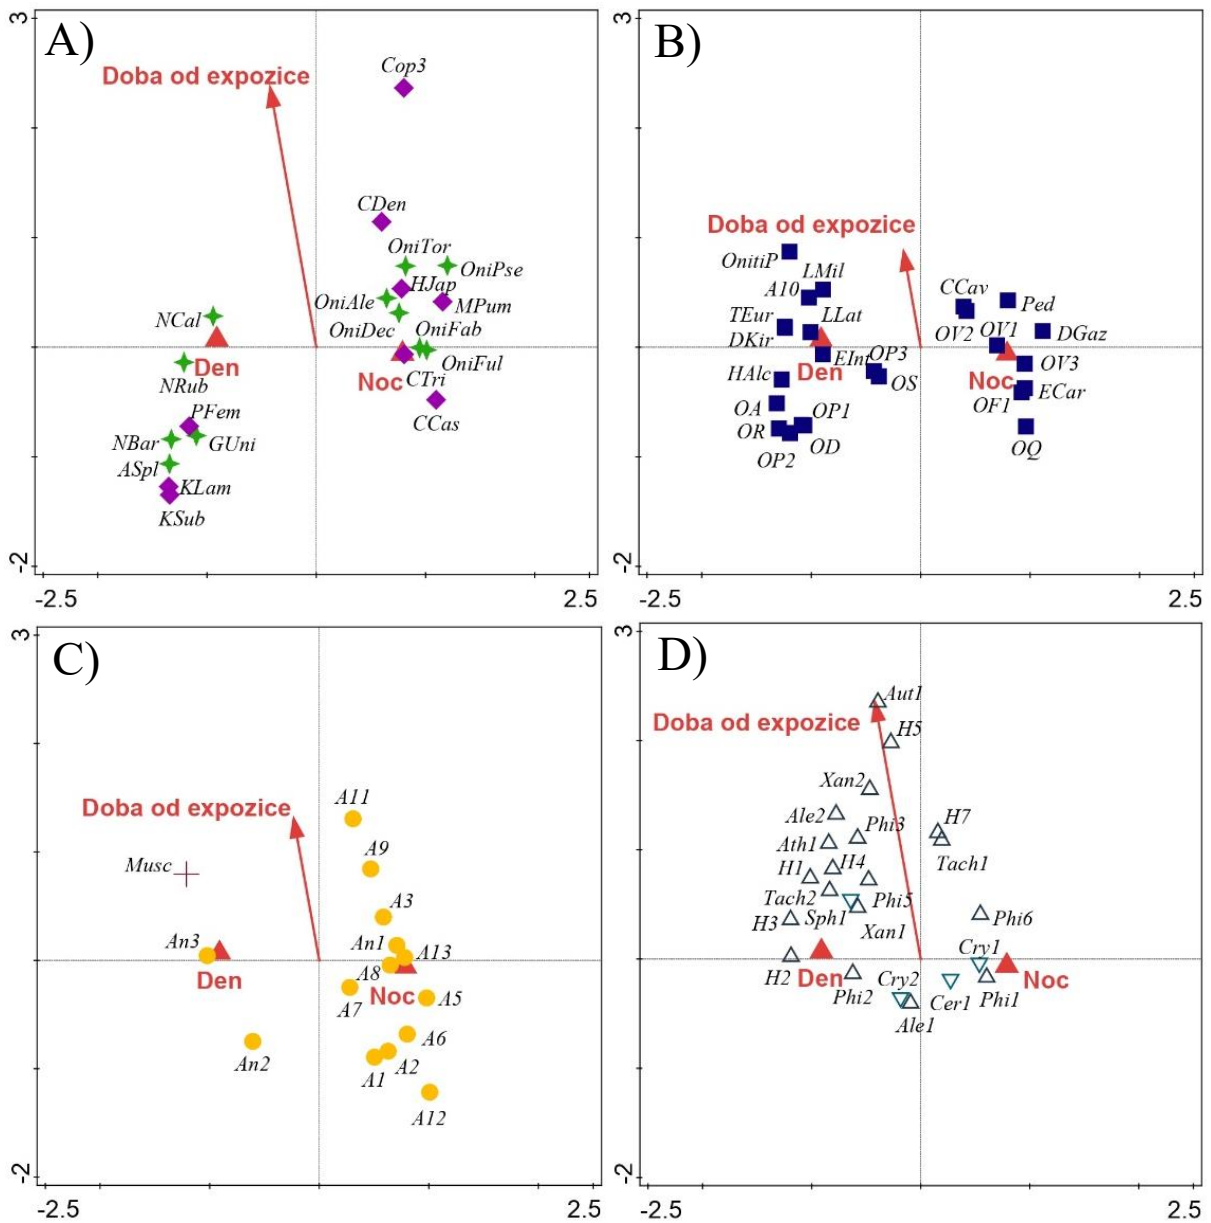 A)
3
Doba od expozice
Cop3
CDen
OniTor
OniPse
HJap
OniAle
MPum
NCal
OniDec
OniFab
Den
OniFul
NRub
Noc
CTri
PFem
CCas
NBar
GUni
ASpl
KLam
KSub
-2
-2.5
2.5
B)
3
Doba od expozice
OnitiP
LMil
A10
CCav
Ped
TEur
LLat
OV2
OV1
DGaz
DKir
EInt
OP3
OV3
HAlc
Den
OS
Noc
ECar
OA
OP1
OF1
OR
OD
OQ
OP2
-2
-2.5
2.5
C)
3
Doba od expozice
A11
Musc
A9
A3
An3
An1
A13
A8
Den
Noc
A5
A7
A6
An2
A1
A2
A12
-2
-2.5
2.5
D)
3
Aut1
Doba od expozice
H5
Xan2
Ale2
Phi3
H7
Ath1
H1
H4
Tach1
Tach2
Phi5
H3
Sph1
Phi6
Xan1
Cry1
H2
Den
Cry2
Noc
Phi2
Cer1
Phi1
Ale1
-2
-2.5
2.5